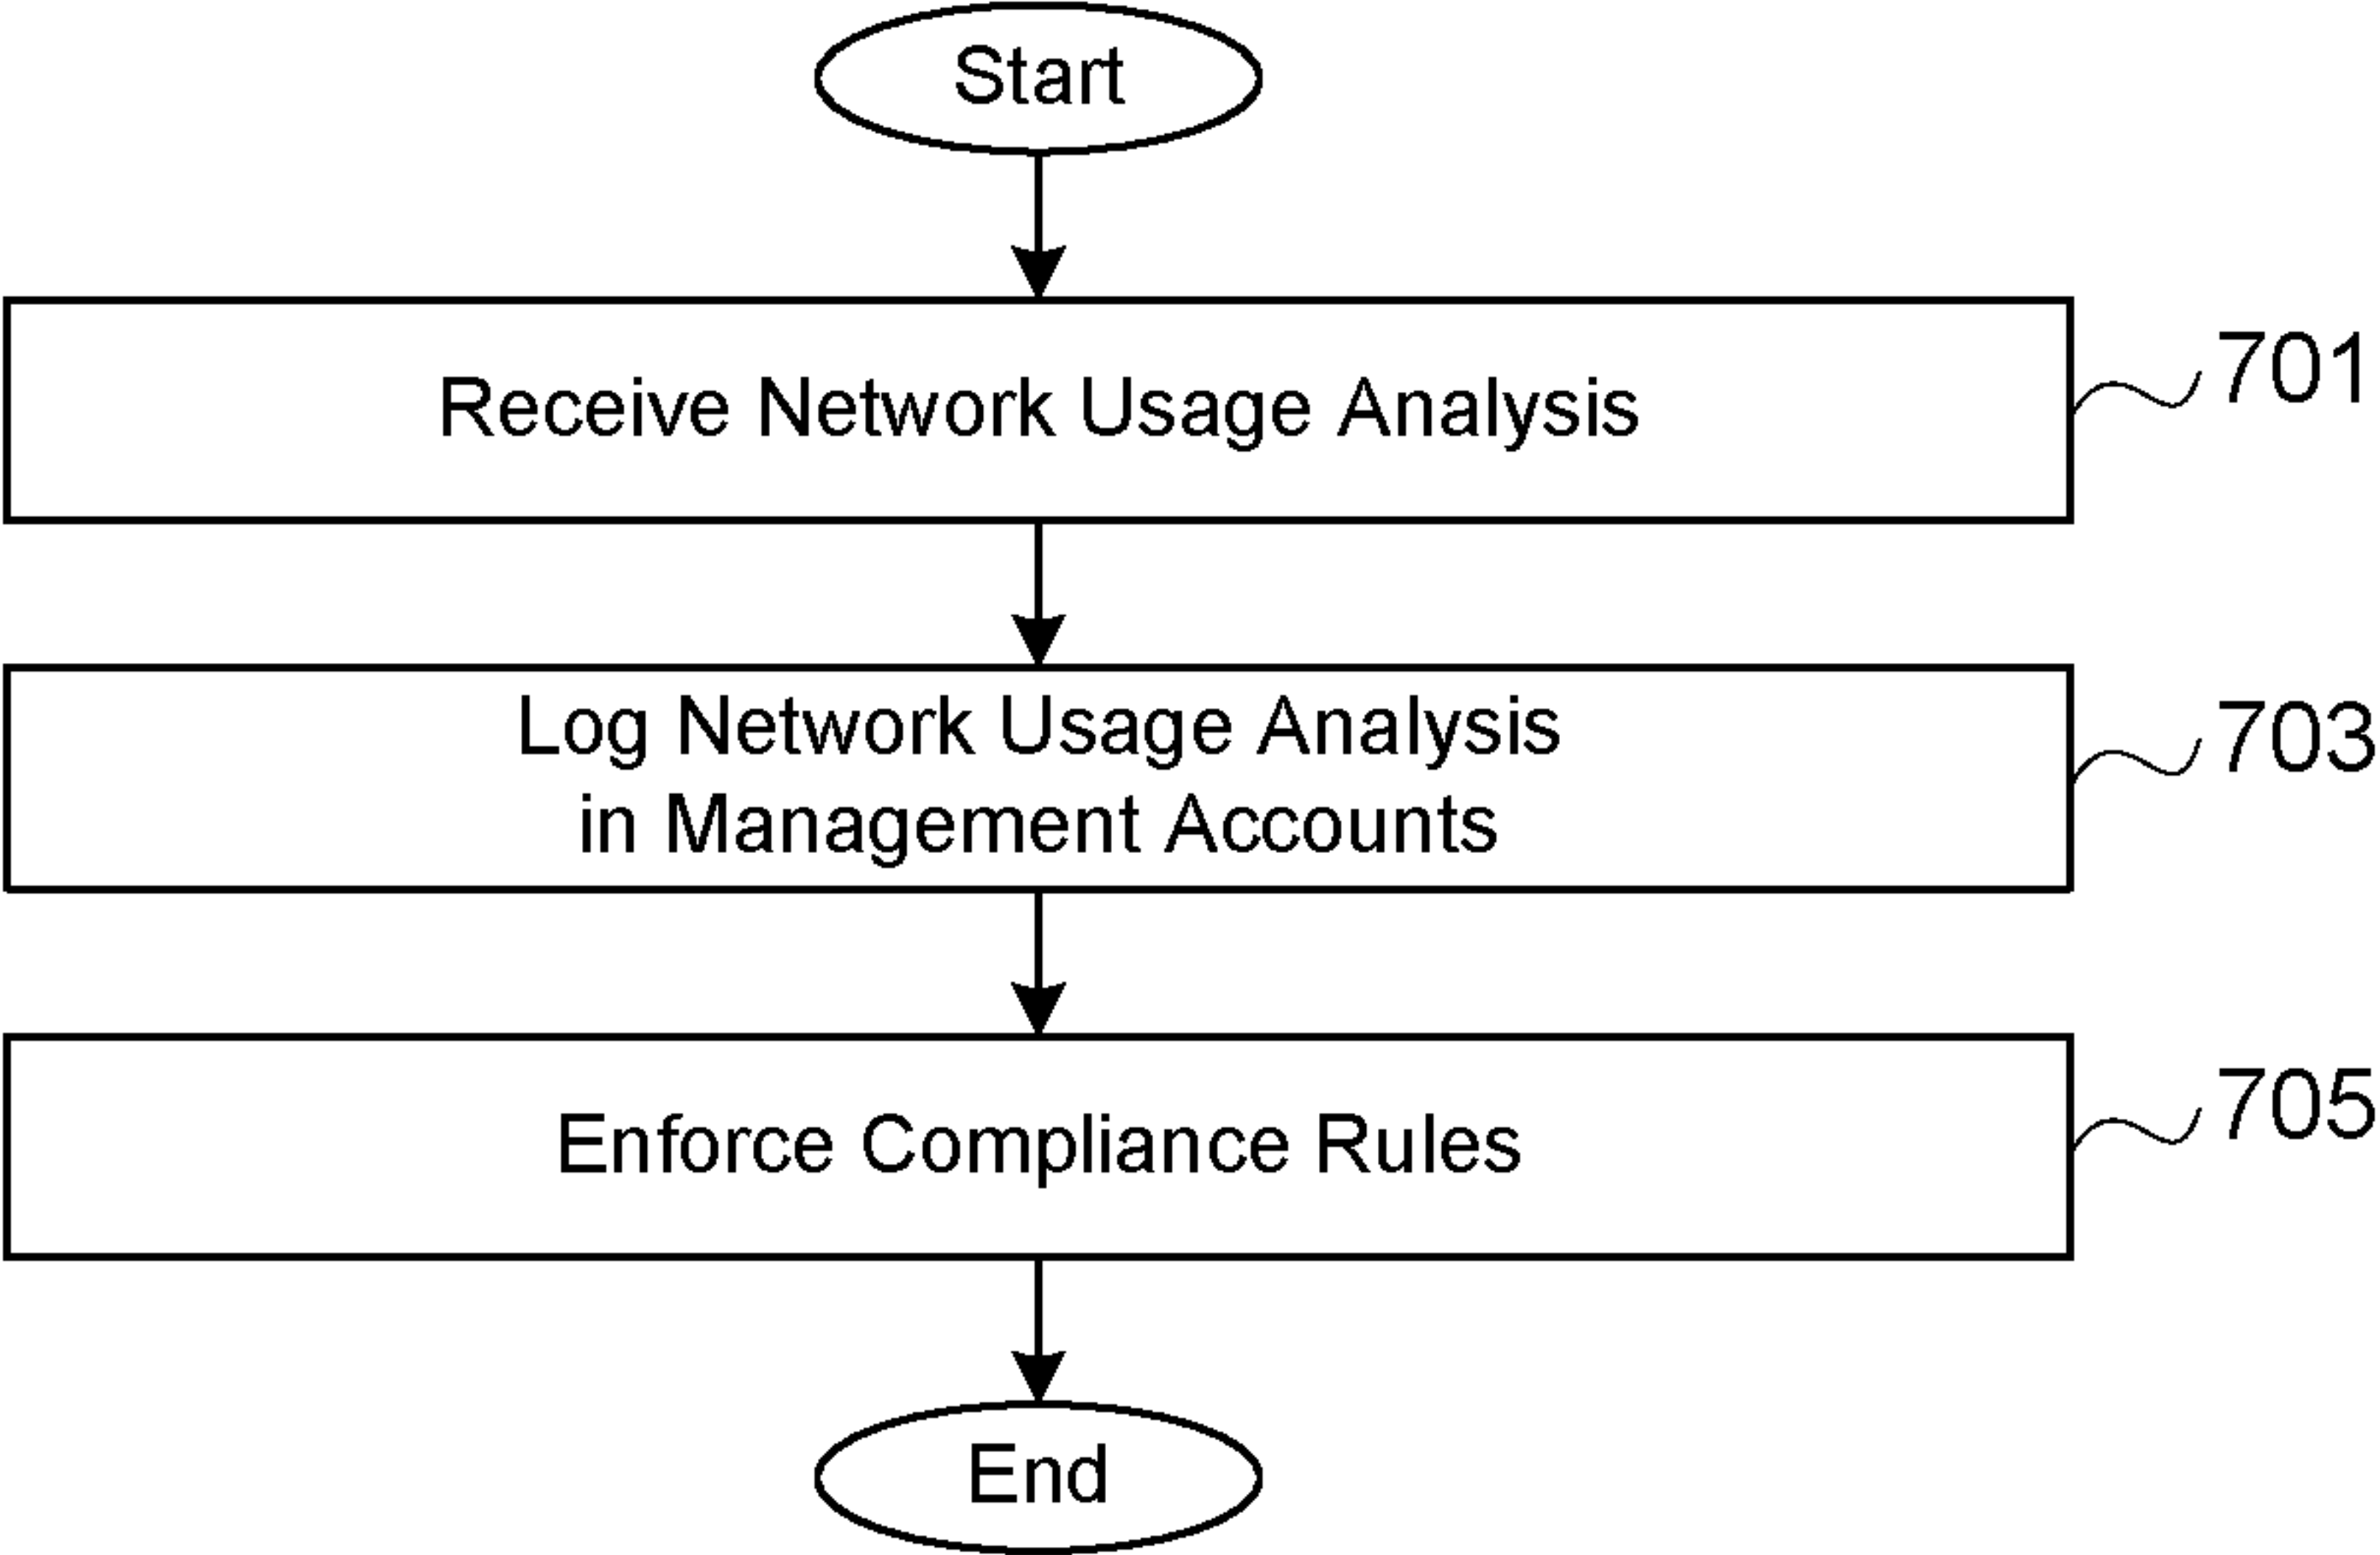 Start
Receive Network Usage Analysis
701
Log Network Usage Analysis
in Management Accounts
703
Enforce Compliance Rules
705
End